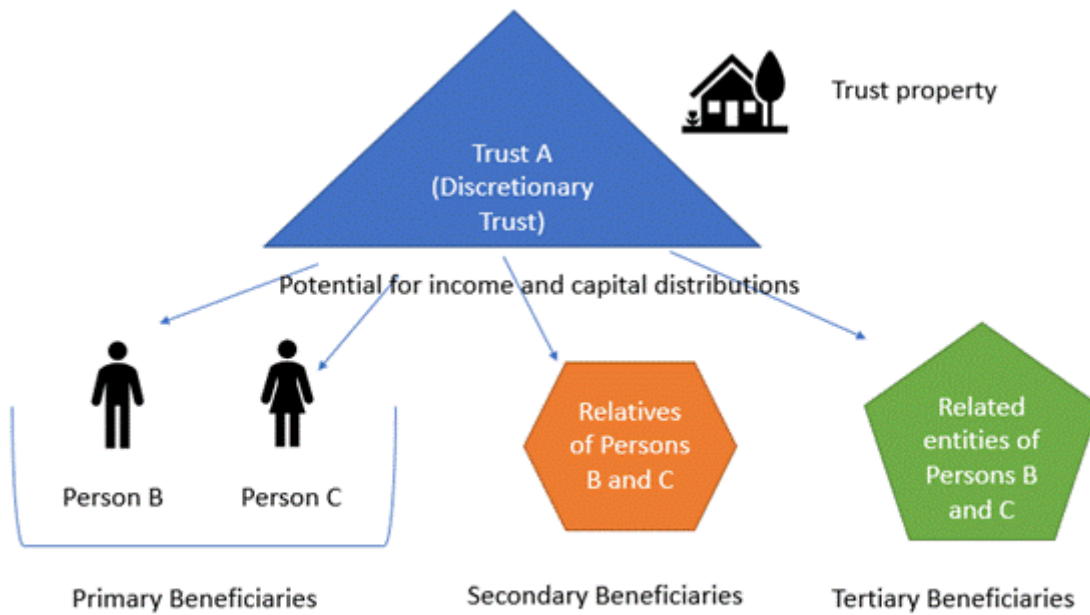 Trust property
Trust A
(Discretionary
Trust)
Potential for income and capital distributions
Person B
Person C
Relatives
of Persons
B and C
Related
entities of
Persons B
and C
Primary Beneficiaries
Secondary Beneficiaries
Tertiary Beneficiaries